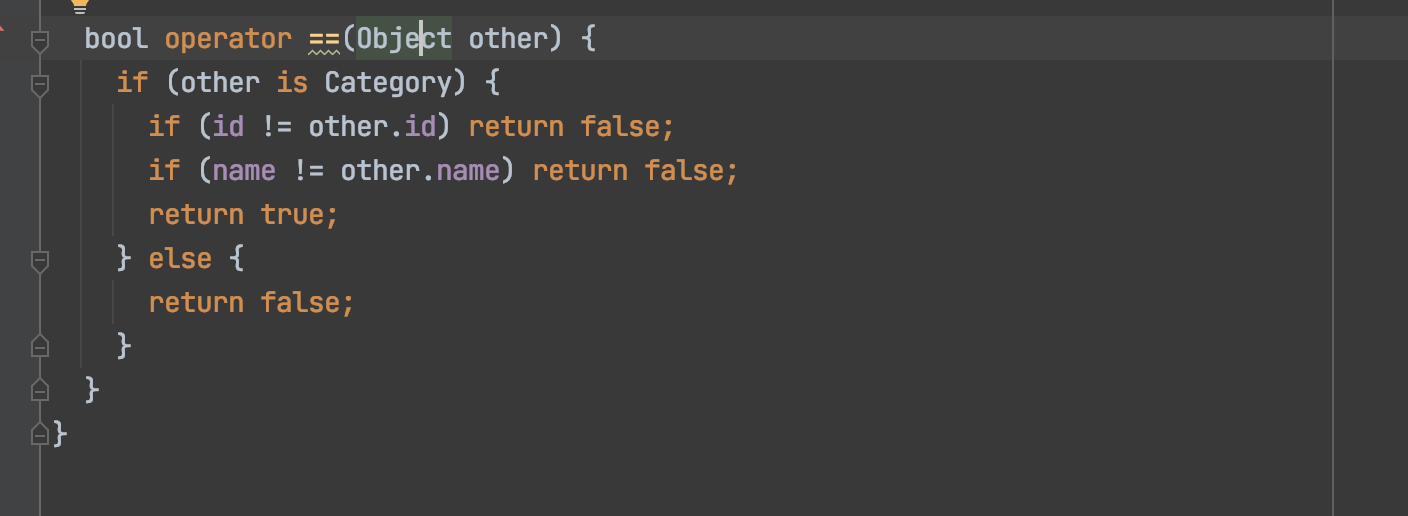 bool operator ==(Object other) {
if (other is Category) {
if (id != other.id) return false;
if (name != other.name) return false;
return true;
} else {
return false;
}
}
}